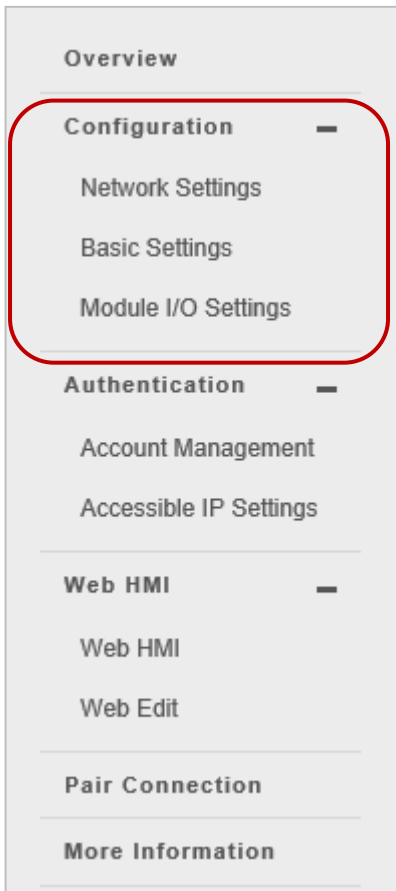 Overview
Configuration
Network Settings
Basic Settings
Module I/O Settings
Authentication
Account Management
Accessible IP Settings
Web HMI
Web HMI
Web Edit
Pair Connection
More Information